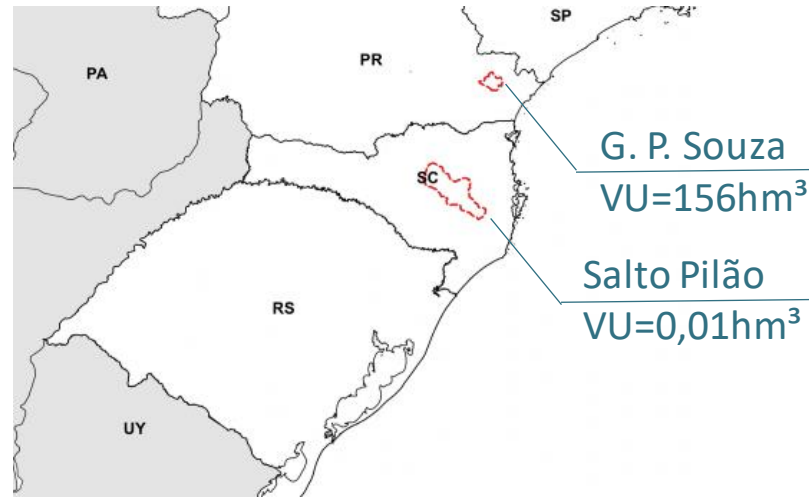 SP
PR
PA
G. P. Souza
VU=156hm³
SC
Salto Pilão
VU=0,01hm³
RS
UY